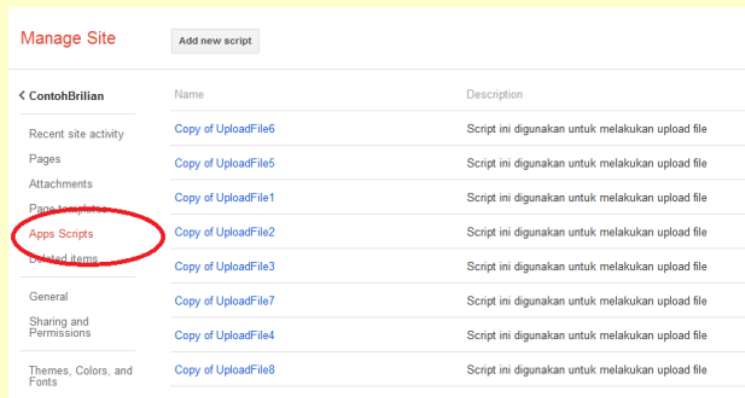 Manage Site
Add new script
ContohBrilian
Recent site activity
Pages
Attachments
Page templates
Apps Scripts
Deleted items
General
Sharing and
Permissions
Themes, Colors, and
Fonts
Name Description
Copy of UploadFile6 Script ini digunakan untuk melakukan upload file
Copy of UploadFile5 Script ini digunakan untuk melakukan upload file
Copy of UploadFile1 Script ini digunakan untuk melakukan upload file
Copy of UploadFile2 Script ini digunakan untuk melakukan upload file
Copy of UploadFile3 Script ini digunakan untuk melakukan upload file
Copy of UploadFile7 Script ini digunakan untuk melakukan upload file
Copy of UploadFile4 Script ini digunakan untuk melakukan upload file
Copy of UploadFile8 Script ini digunakan untuk melakukan upload file